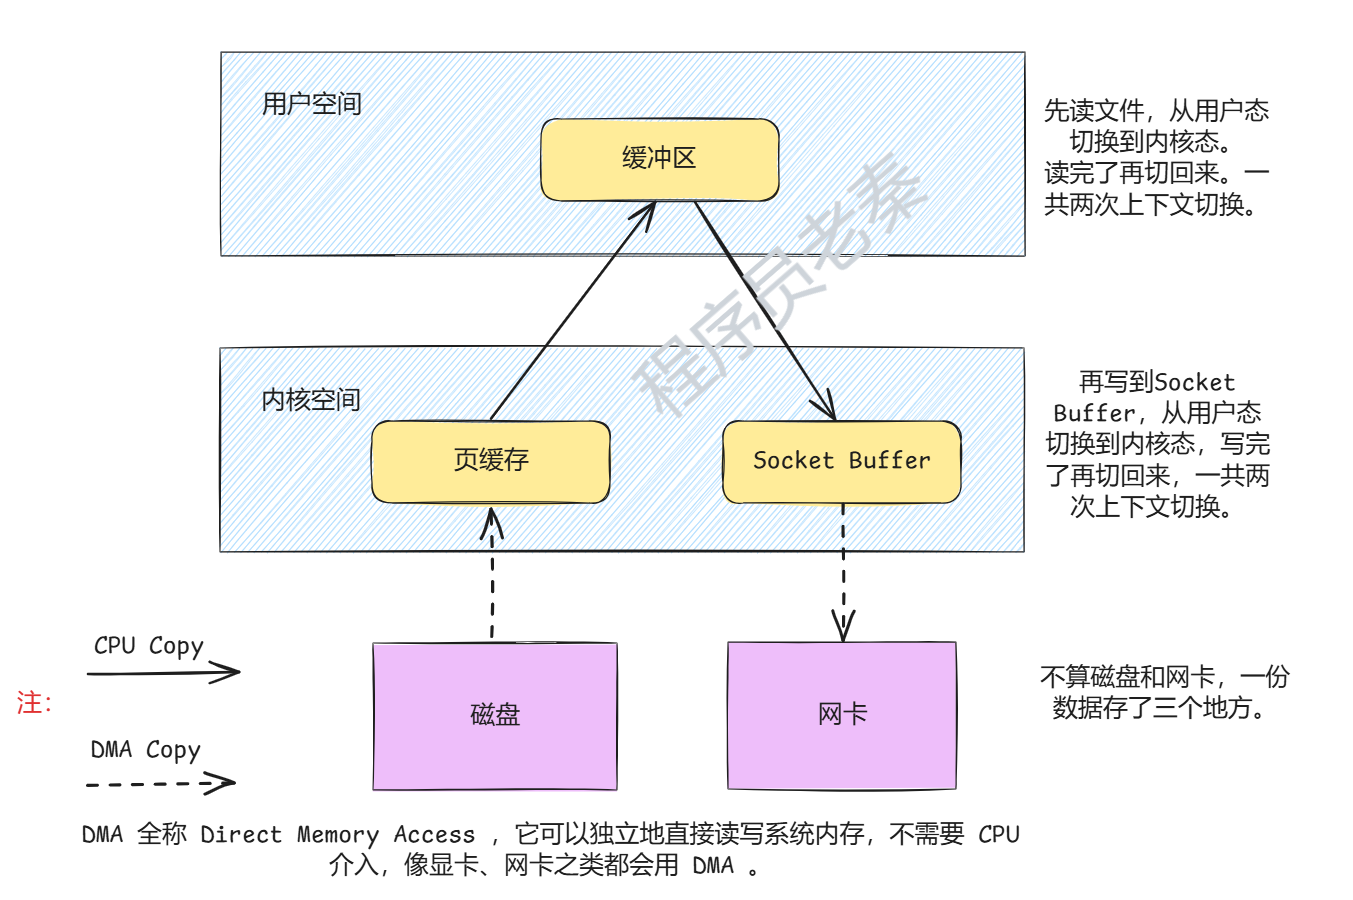 用户空间
缓冲区
先读文件，从用户态
切换到内核态。
读完了再切回来。一
共两次上下文切换。
程序员老秦
内核空间
页缓存
Socket Buffer
再写到Socket
Buffer，从用户态
切换到内核态，写完
了再切回来，一共两
次上下文切换。
CPU Copy
注：
DMA Copy
磁盘
网卡
不算磁盘和网卡，一份
数据存了三个地方。
DMA 全称 Direct Memory Access ，它可以独立地直接读写系统内存，不需要 CPU
介入，像显卡、网卡之类都会用 DMA 。